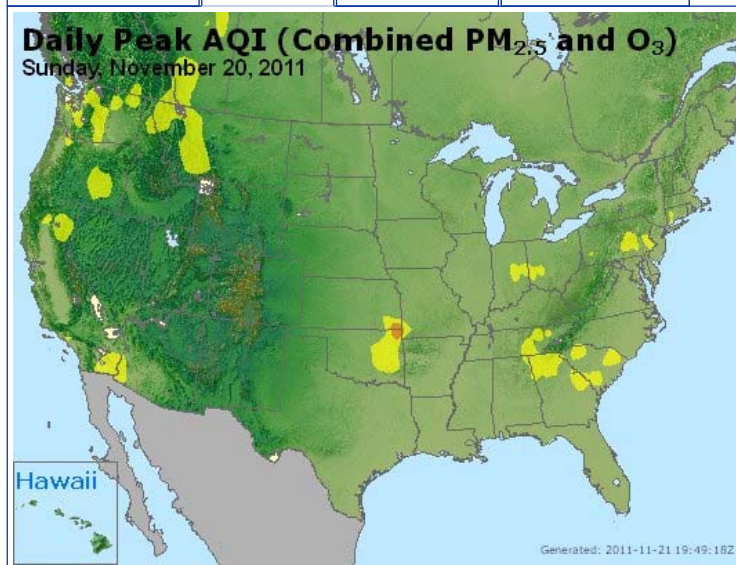 Daily Peak AQI (Combined PM2.5 and O3)
Sunday, November 20, 2011
Hawaii
Generated: 2011-11-21 19:49:18Z